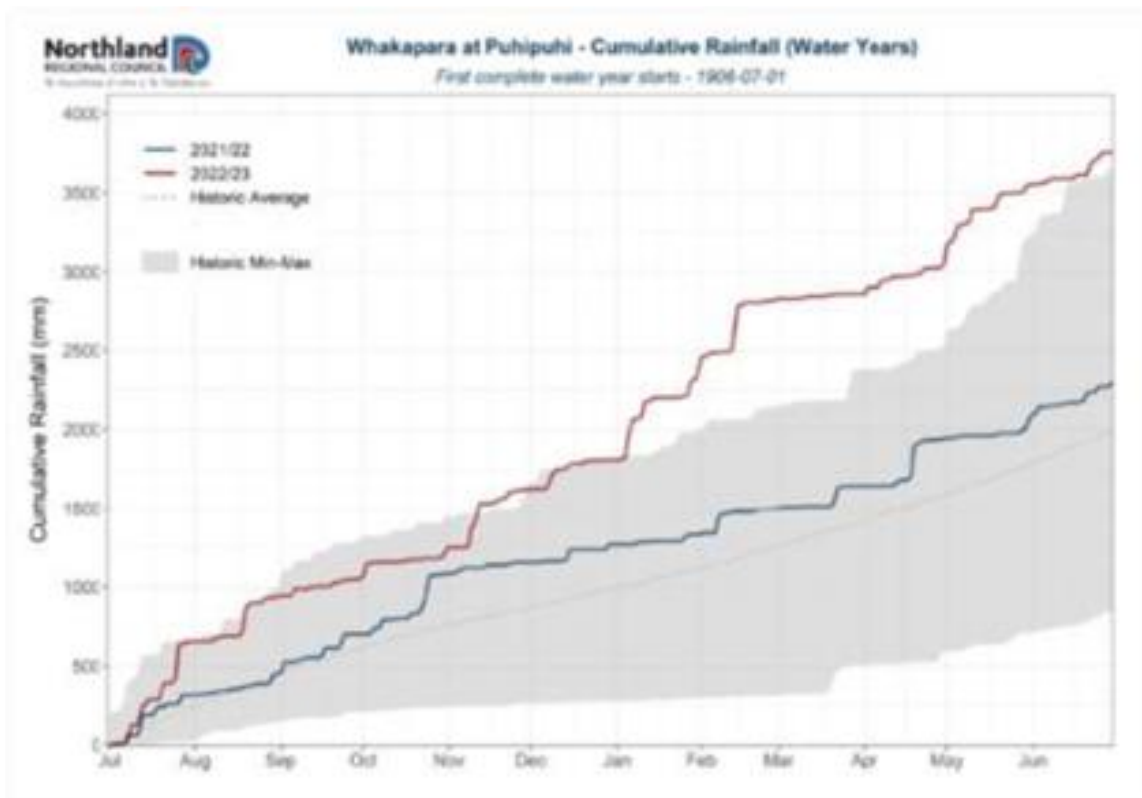 Northland
REGIONAL COUNCIL
Whakapara at Puhipuhi - Cumulative Rainfall (Water Years)
First complete water year starts - 1906-07-01
Cumulative Rainfall (mm)
4000
3500
3000
2500
2000
1500
1000
500
0
2021/22
2022/23
Historic Average
Historic Min-Max
Jul Aug Sep Oct Nov Dec Jan Feb Mar Apr May Jun